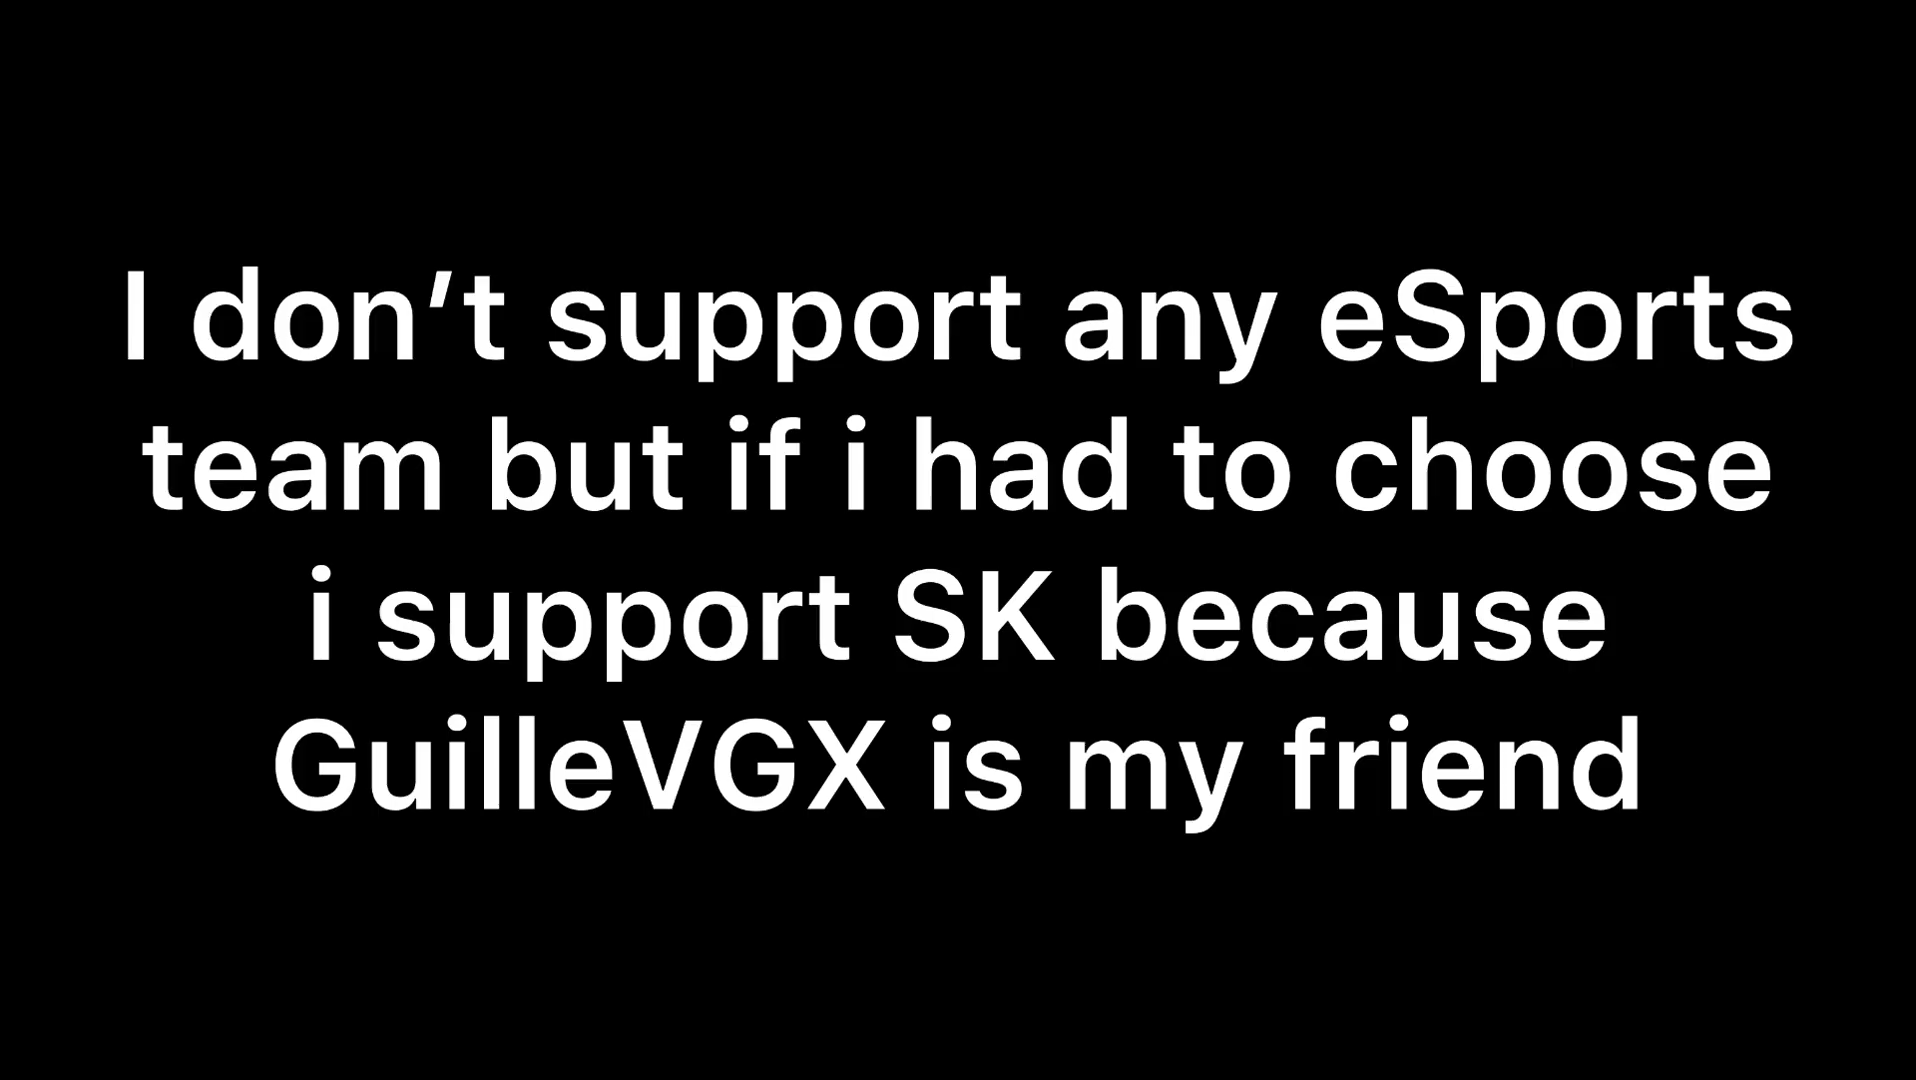 I don’t support any eSports
team but if i had to choose
i support SK because
GuilleVGX is my friend